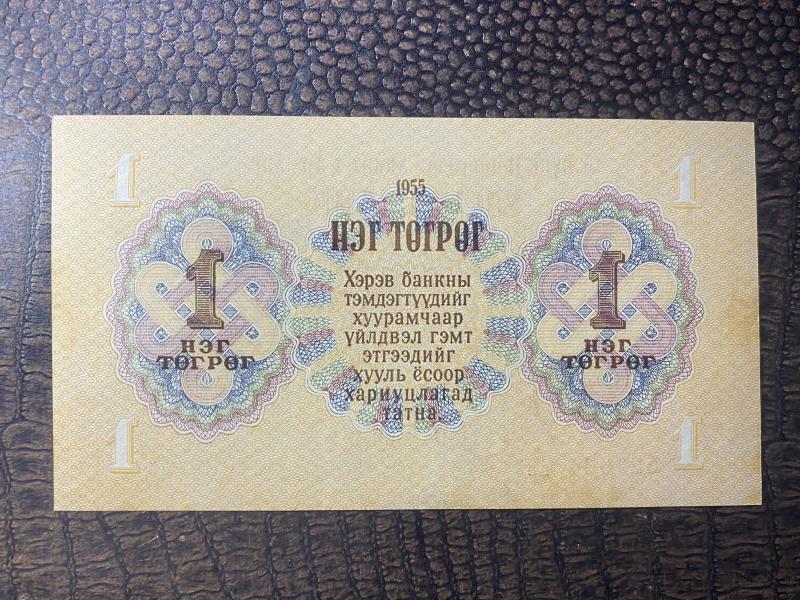 1
1
1955
НЭГ ТӨГРӨГ
Хэрэв банкны
тэмдэгтүүдийг
хуурамчаар
үйлдвэл гэмт
этгээдийг
хууль ёсоор
хариуцлагад
татна.
1
НЭГ
ТӨГРӨГ
1
НЭГ
ТӨГРӨГ
1
1